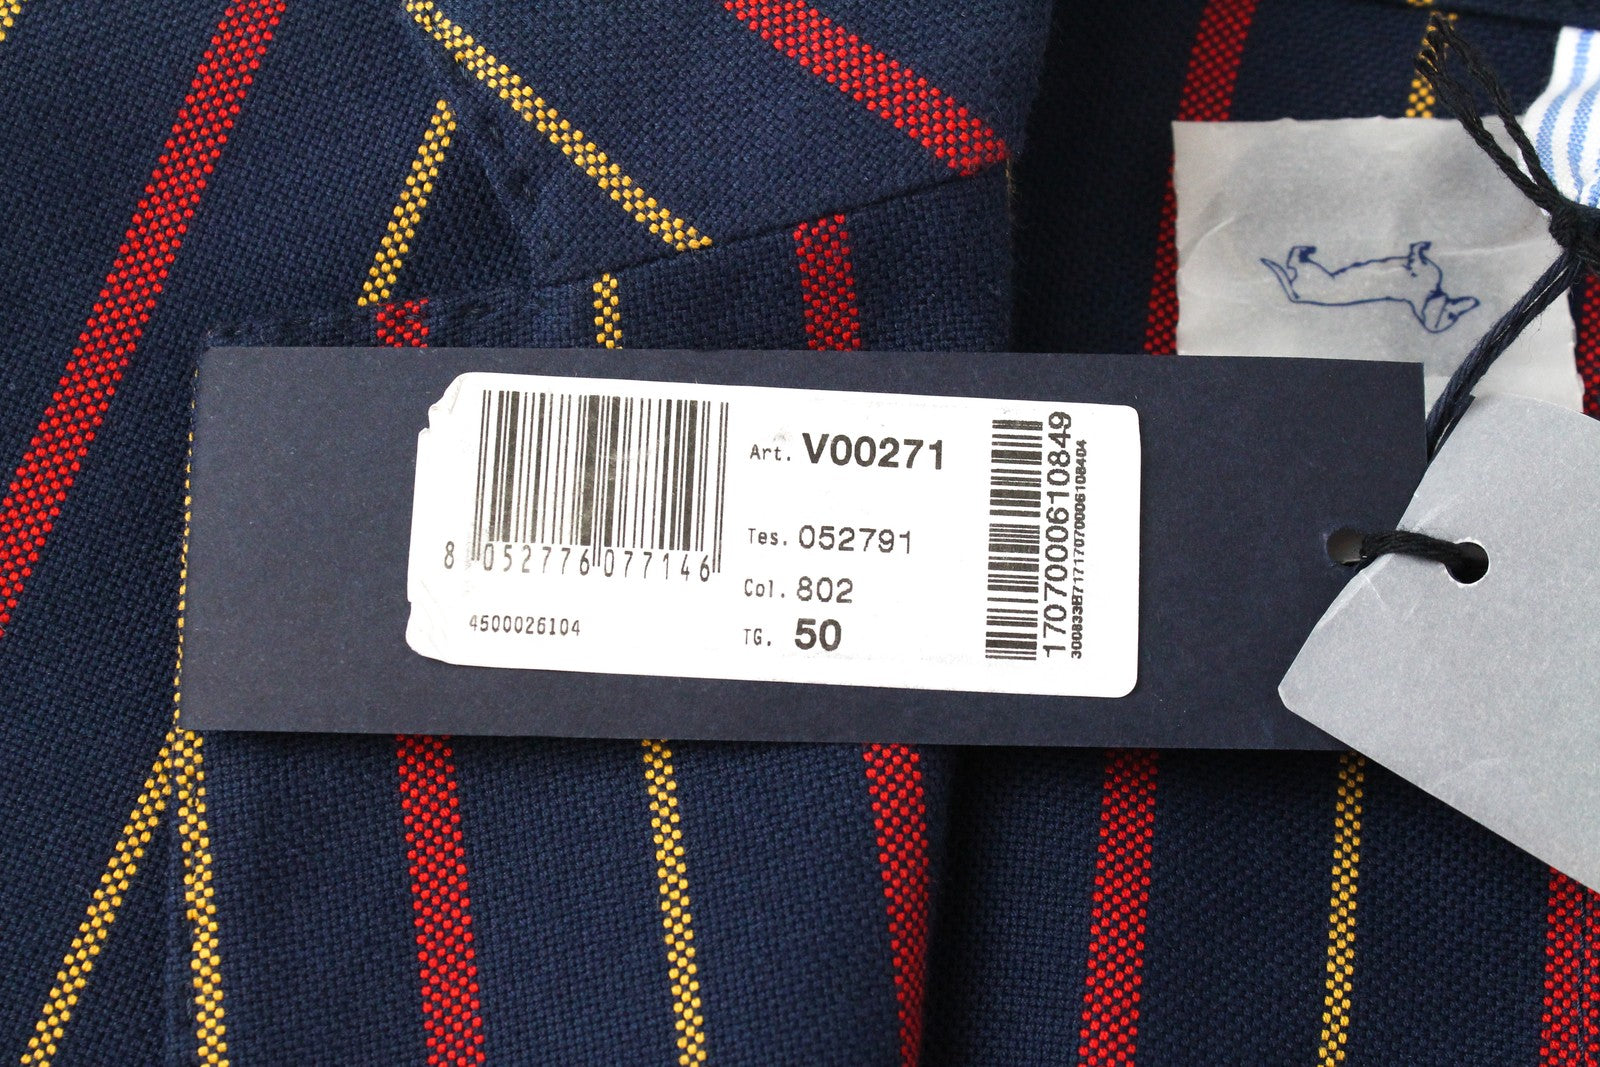 Art. V00271
8 052776 077146
Tes. 052791
Col. 802
4500026104
TG. 50
1707000610849